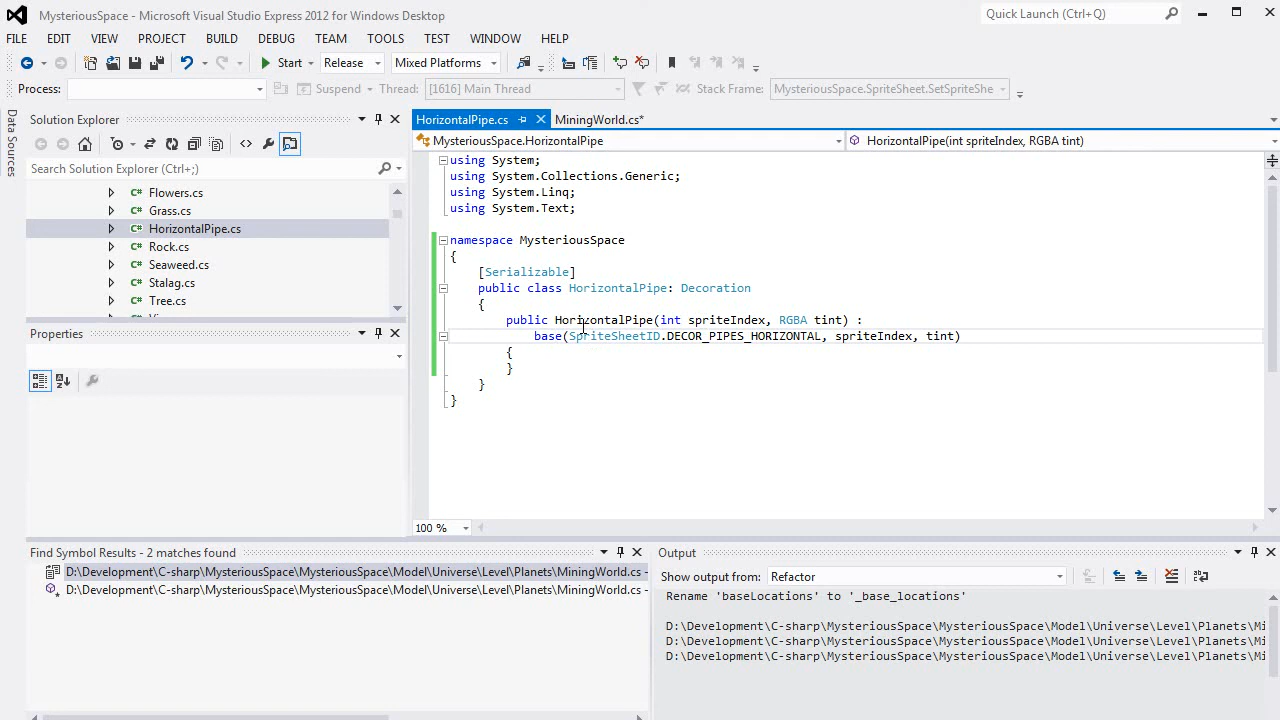 MysteriousSpace - Microsoft Visual Studio Express 2012 for Windows Desktop
Quick Launch (Ctrl+Q)
FILE EDIT VIEW PROJECT BUILD DEBUG TEAM TOOLS TEST WINDOW HELP
Start Release Mixed Platforms
Process: Suspend Thread: [1616] Main Thread Stack Frame: MysteriousSpace.SpriteSheet.SetSpriteShe
Data Sources
Solution Explorer
Search Solution Explorer (Ctrl+;)
C# Flowers.cs
C# Grass.cs
C# HorizontalPipe.cs
C# Rock.cs
C# Seaweed.cs
C# Stalag.cs
C# Tree.cs
Properties
HorizontalPipe.cs MiningWorld.cs*
MysteriousSpace.HorizontalPipe HorizontalPipe(int spriteIndex, RGBA tint)
using System;
using System.Collections.Generic;
using System.Linq;
using System.Text;
namespace MysteriousSpace
{
[Serializable]
public class HorizontalPipe: Decoration
{
public HorizontalPipe(int spriteIndex, RGBA tint) :
base(SpriteSheetID.DECOR_PIPES_HORIZONTAL, spriteIndex, tint)
{
}
}
}
100 %
Find Symbol Results - 2 matches found
D:\Development\C-sharp\MysteriousSpace\MysteriousSpace\Model\Universe\Level\Planets\MiningWorld.cs -
D:\Development\C-sharp\MysteriousSpace\MysteriousSpace\Model\Universe\Level\Planets\MiningWorld.cs -
Output
Show output from: Refactor
Rename 'baseLocations' to '_base_locations'
D:\Development\C-sharp\MysteriousSpace\MysteriousSpace\Model\Universe\Level\Planets\Mi
D:\Development\C-sharp\MysteriousSpace\MysteriousSpace\Model\Universe\Level\Planets\Mi
D:\Development\C-sharp\MysteriousSpace\MysteriousSpace\Model\Universe\Level\Planets\Mi